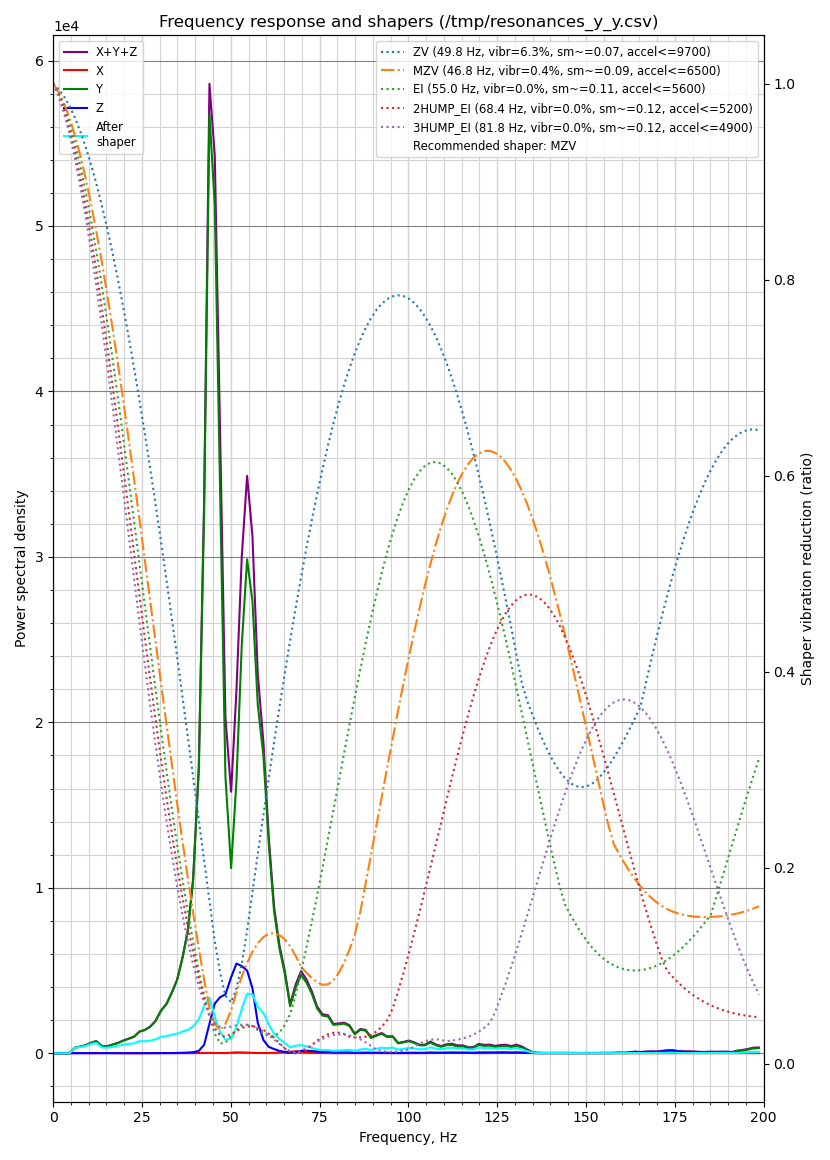 Frequency response and shapers (/tmp/resonances_y_y.csv)
1e4
X+Y+Z
X
Y
Z
After
shaper
ZV (49.8 Hz, vibr=6.3%, sm~=0.07, accel<=9700)
MZV (46.8 Hz, vibr=0.4%, sm~=0.09, accel<=6500)
EI (55.0 Hz, vibr=0.0%, sm~=0.11, accel<=5600)
2HUMP_EI (68.4 Hz, vibr=0.0%, sm~=0.12, accel<=5200)
3HUMP_EI (81.8 Hz, vibr=0.0%, sm~=0.12, accel<=4900)
Recommended shaper: MZV
6
5
4
3
2
1
0
Power spectral density
1.0
0.8
0.6
0.4
0.2
0.0
Shaper vibration reduction (ratio)
0 25 50 75 100 125 150 175 200
Frequency, Hz